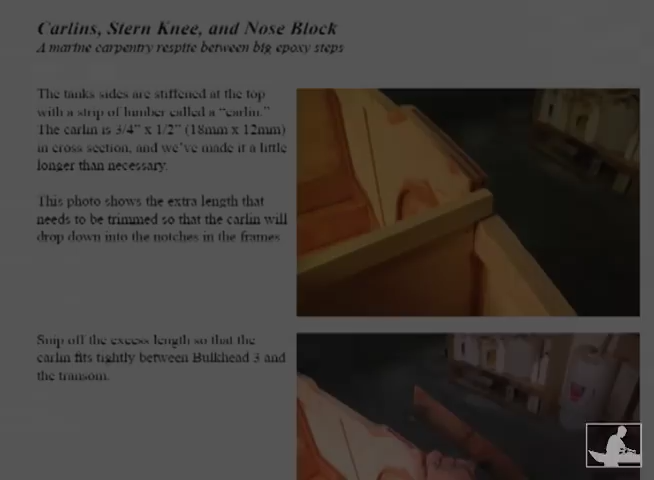 Carlins, Stern Knee, and Nose Block
A marine carpentry respite between big epoxy steps
The tanks sides are stiffened at the top
with a strip of lumber called a “carlin.”
The carlin is 3/4” x 1/2” (18mm x 12mm)
in cross section, and we’ve made it a little
longer than necessary.
This photo shows the extra length that
needs to be trimmed so that the carlin will
drop down into the notches in the frames
Snip off the excess length so that the
carlin fits tightly between Bulkhead 3 and
the transom.